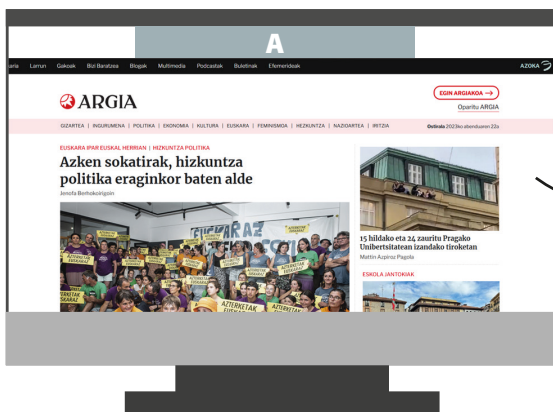 A
aria Larrun Gakoak Bizi Baratzea Blogak Multimedia Podcastak Buletinak Efemerideak AZOKA
ARGIA
EGIN ARGIAKOA →
Oparitu ARGIA
GIZARTEA | INGURUMENA | POLITIKA | EKONOMIA | KULTURA | EUSKARA | FEMINISMOA | HEZKUNTZA | NAZIOARTEA | IRITZIA
Ostirala 2023ko abenduaren 22a
EUSKARA IPAR EUSKAL HERRIAN | HIZKUNTZA POLITIKA
Azken sokatirak, hizkuntza
politika eraginkor baten alde
Jenofa Berhokoirigoin
EUSKARAZ
AZTERKETAK
EUSKARAZ
15 hildako eta 24 zauritu Pragako
Unibertsitatean izandako tiroketan
Mattin Azpiroz Pagola
ESKOLA JANTOKIAK